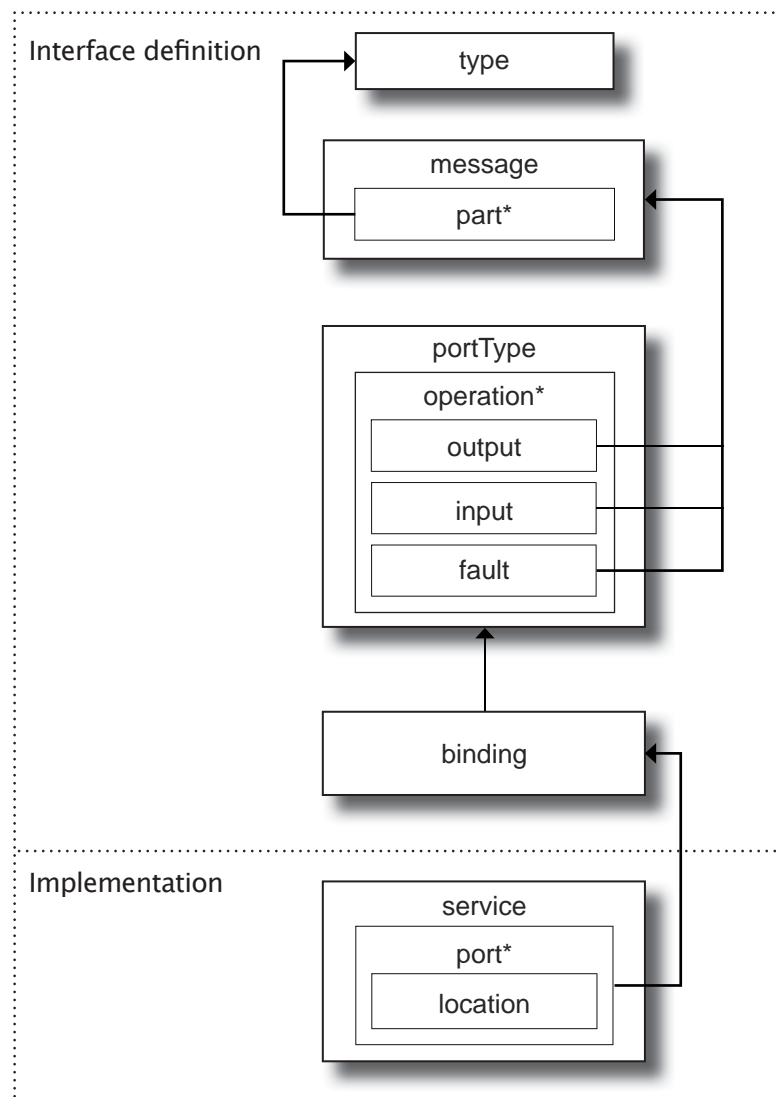 Interface definition
type
message
part*
portType
operation*
output
input
fault
binding
Implementation
service
port*
location